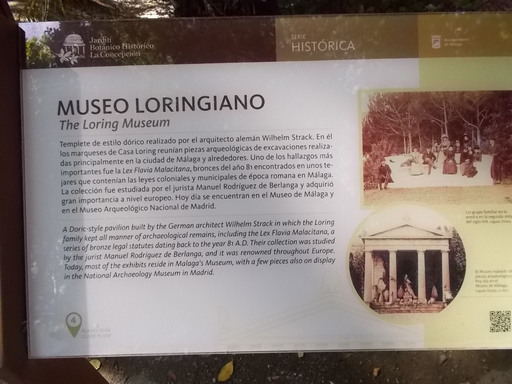 Jardín
Botánico Histórico
La Concepción
SERIE
HISTÓRICA
MUSEO LORINGIANO
The Loring Museum
Templete de estilo dórico realizado por el arquitecto alemán Wilhelm Strack. En él
los marqueses de Casa Loring reunían piezas arqueológicas de excavaciones realiza-
das principalmente en la ciudad de Málaga y alrededores. Uno de los hallazgos más
importantes fue la Lex Flavia Malacitana, bronces del año 81 encontrados en unos te-
jares que contenían las leyes coloniales y municipales de época romana en Málaga.
La colección fue estudiada por el jurista Manuel Rodríguez de Berlanga y adquirió
gran importancia a nivel europeo. Hoy día se encuentran en el Museo de Málaga y
en el Museo Arqueológico Nacional de Madrid.
A Doric-style pavilion built by the German architect Wilhelm Strack in which the Loring
family kept all manner of archaeological remains, including the Lex Flavia Malacitana, a
series of bronze legal statutes dating back to the year 81 A.D. Their collection was studied
by the jurist Manuel Rodríguez de Berlanga, and it was renowned throughout Europe.
Today, most of the exhibits reside in Malaga's Museum, with a few pieces also on display
in the National Archaeology Museum in Madrid.
4